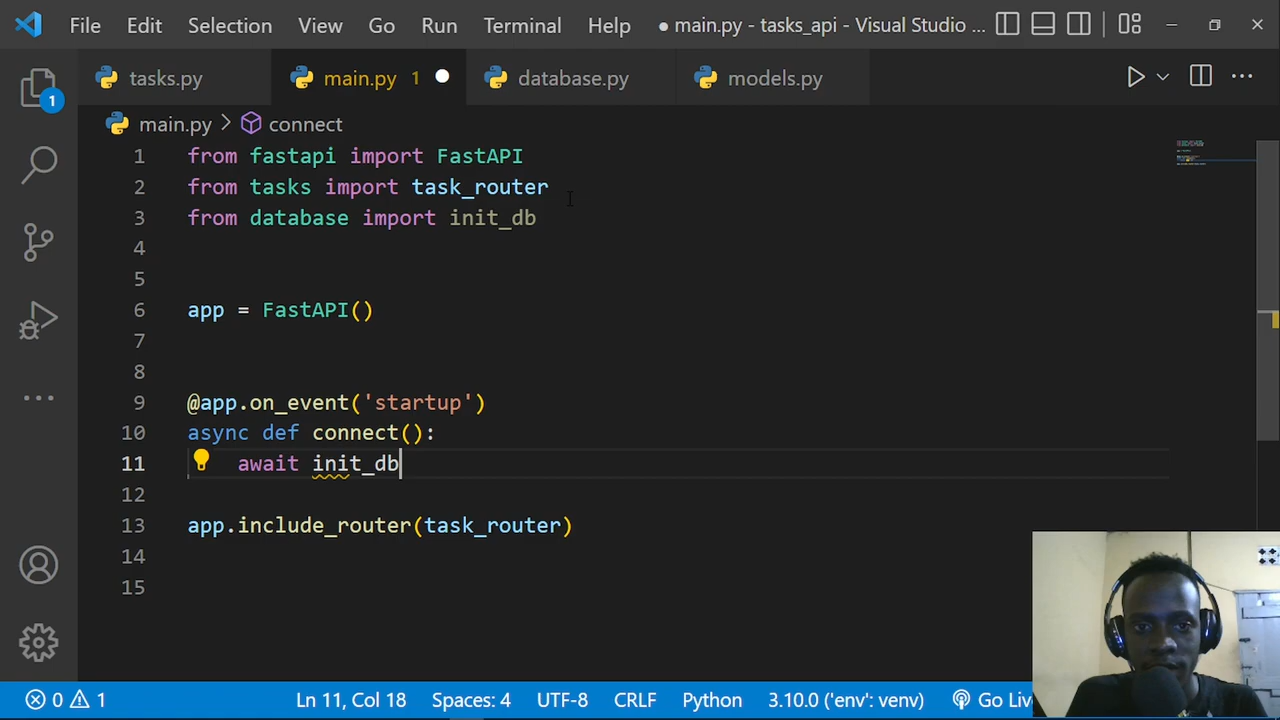 File Edit Selection View Go Run Terminal Help ● main.py - tasks_api - Visual Studio ...
tasks.py main.py 1 database.py models.py
main.py > connect
1 from fastapi import FastAPI
2 from tasks import task_router
3 from database import init_db
4
5
6 app = FastAPI()
7
8
9 @app.on_event('startup')
10 async def connect():
11 await init_db
12
13 app.include_router(task_router)
14
15
1
0 1 Ln 11, Col 18 Spaces: 4 UTF-8 CRLF Python 3.10.0 ('env': venv) Go Liv